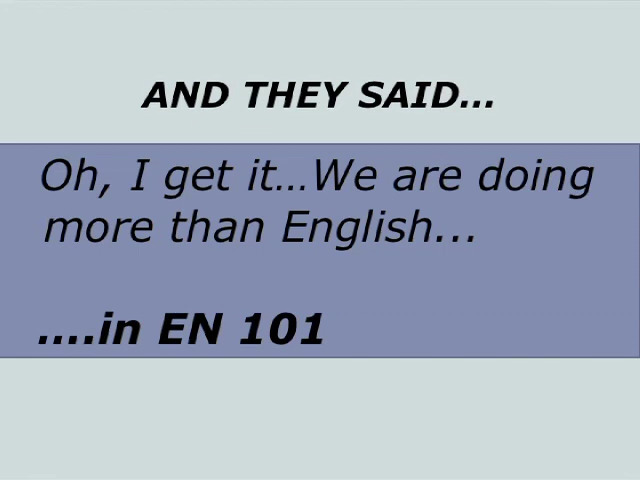 AND THEY SAID…
Oh, I get it…We are doing
more than English...
….in EN 101